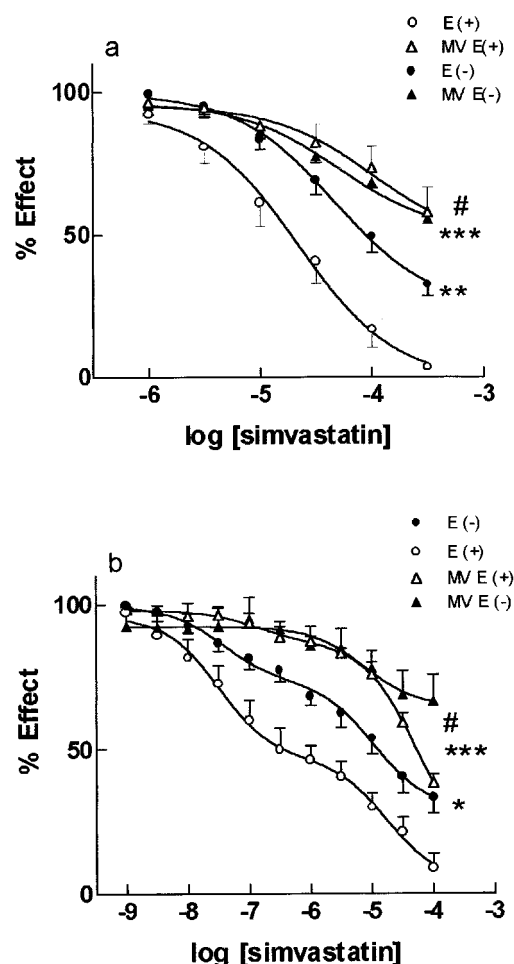 a
E (+)
MV E(+)
E (-)
MV E(-)
100
50
0
% Effect
#
***
**
-6 -5 -4 -3
log [simvastatin]
b
E (-)
E (+)
MV E (+)
MV E (-)
100
50
0
% Effect
#
***
*
-9 -8 -7 -6 -5 -4 -3
log [simvastatin]